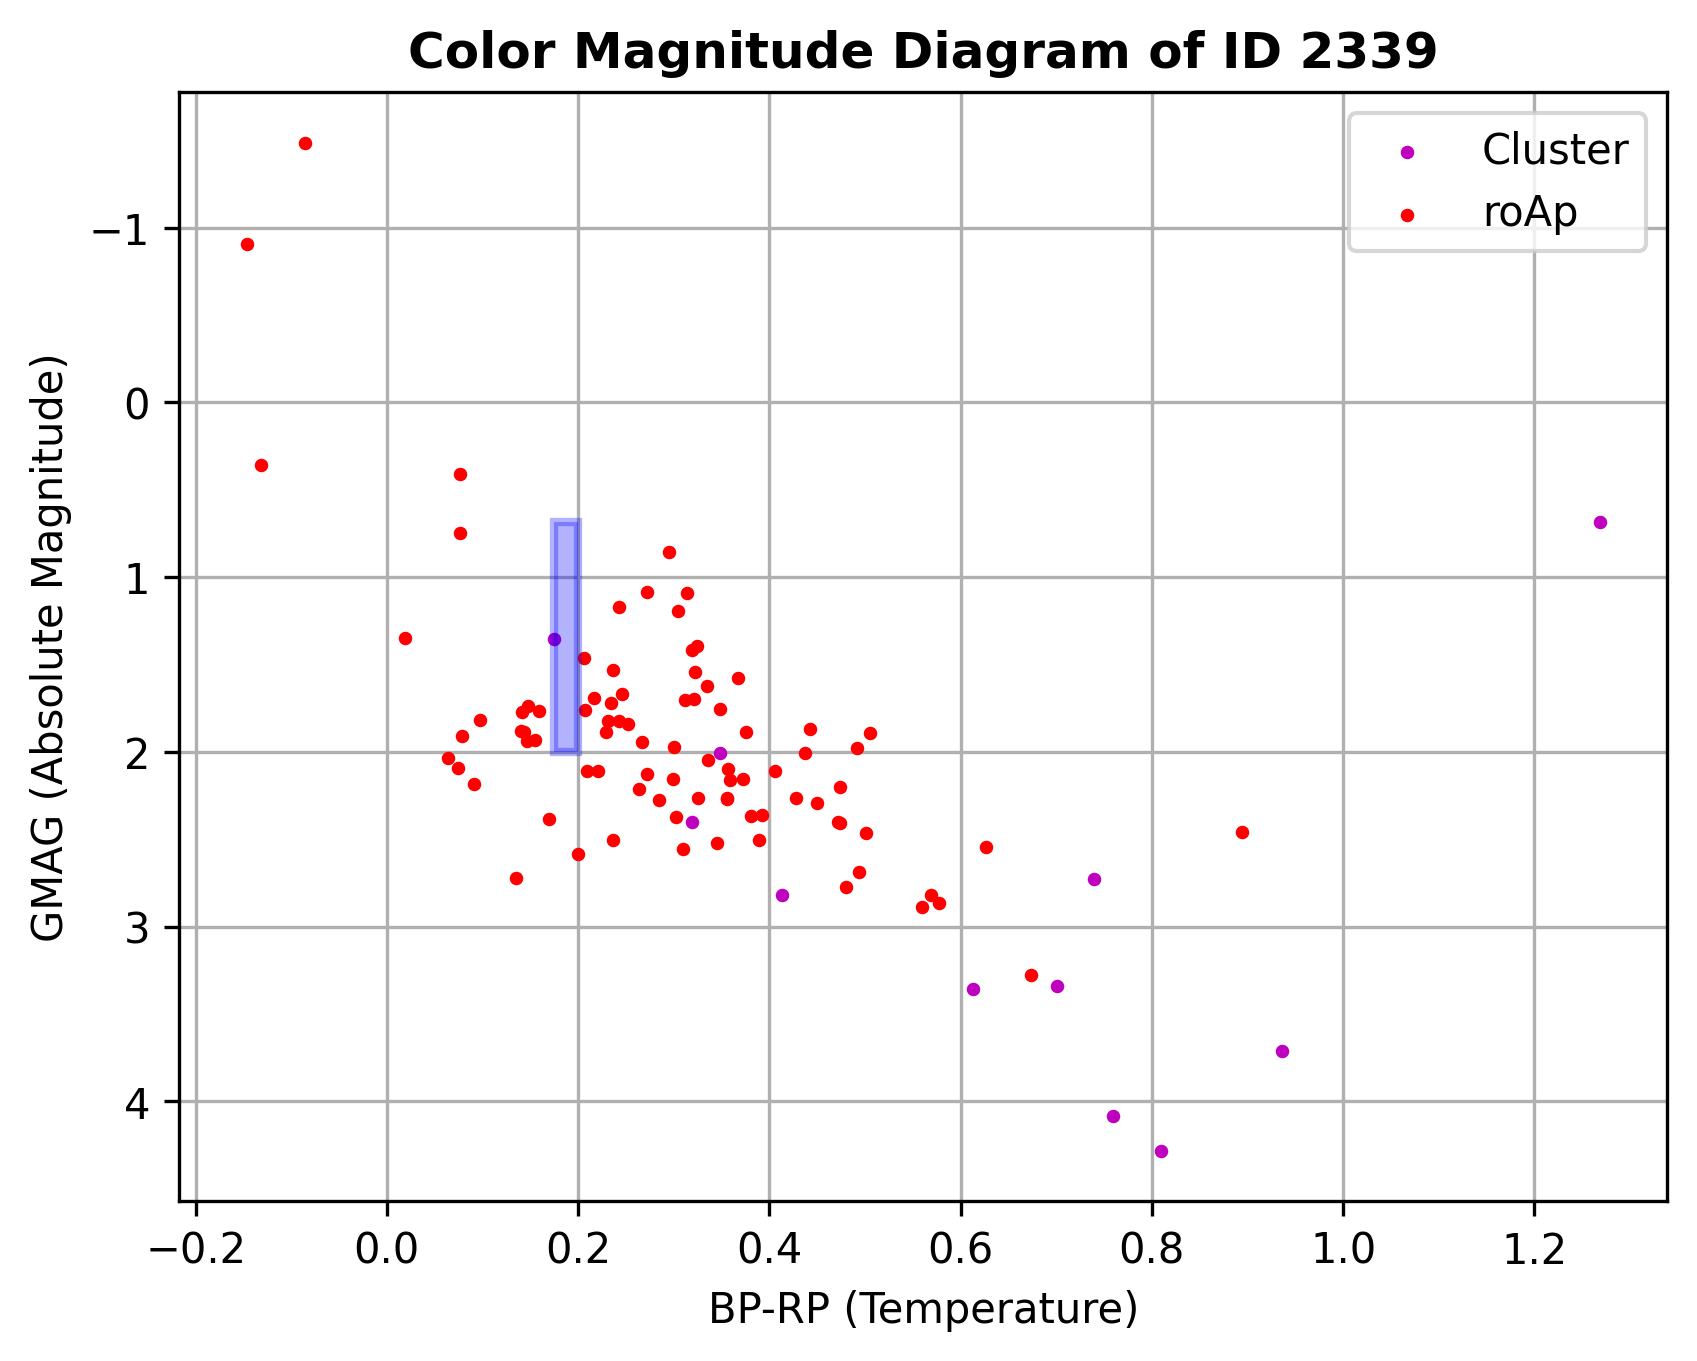 Color Magnitude Diagram of ID 2339
Cluster
roAp
−1
0
1
2
3
4
GMAG (Absolute Magnitude)
−0.2
0.0
0.2
0.4
0.6
0.8
1.0
1.2
BP-RP (Temperature)